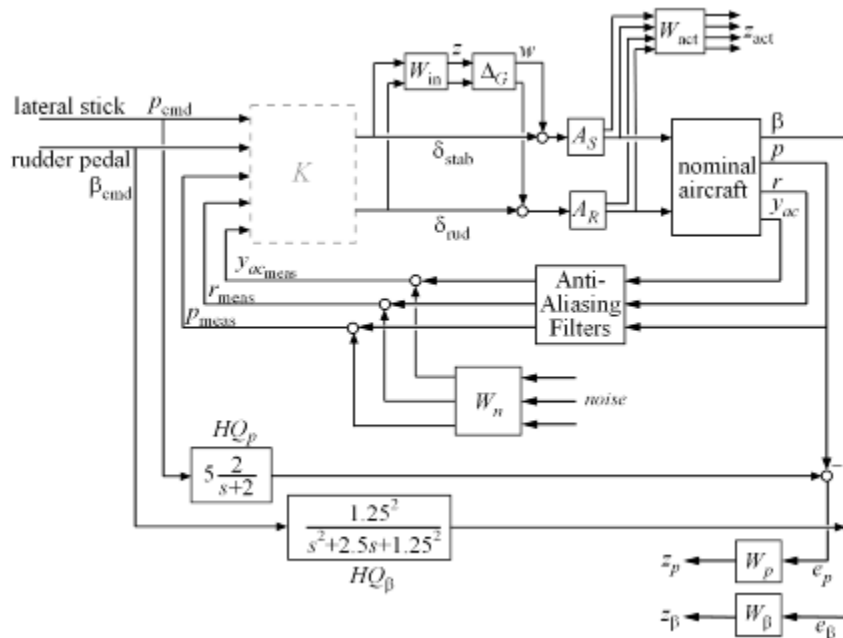 W_act
z_act
z
w
W_in
Δ_G
lateral stick
p_cmd
rudder pedal
β_cmd
K
δ_stab
δ_rud
A_S
A_R
nominal
aircraft
β
p
r
y_ac
y_ac_meas
r_meas
p_meas
Anti-
Aliasing
Filters
W_n
noise
HQ_p
5 2
s+2
-
1.25²
s²+2.5s+1.25²
HQ_β
z_p
W_p
e_p
z_β
W_β
e_β